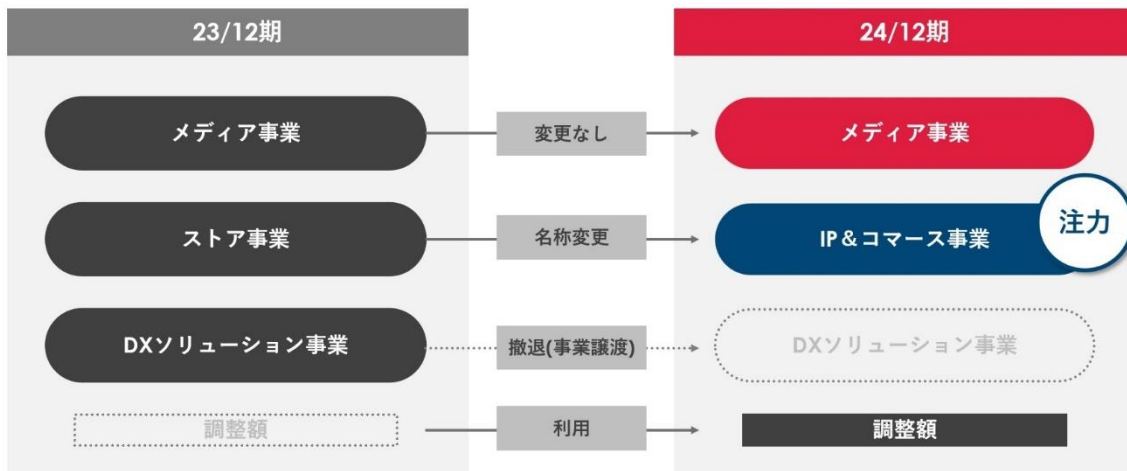 23/12期
24/12期
メディア事業
変更なし
メディア事業
ストア事業
名称変更
IP&コマース事業
注力
DXソリューション事業
撤退(事業譲渡)
DXソリューション事業
調整額
利用
調整額